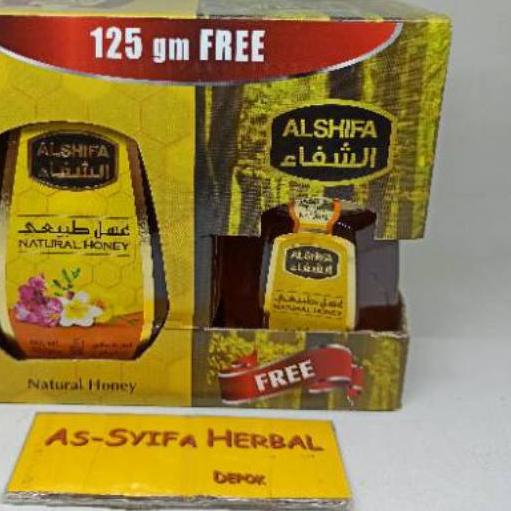 125 gm FREE
ALSHIFA
الشفاء
ALSHIFA
الشفاء
عسل طبيعي
NATURAL HONEY
Natural Honey
ALSHIFA
الشفاء
عسل طبيعي
NATURAL HONEY
FREE
AS-SYIFA HERBAL
DEPOK